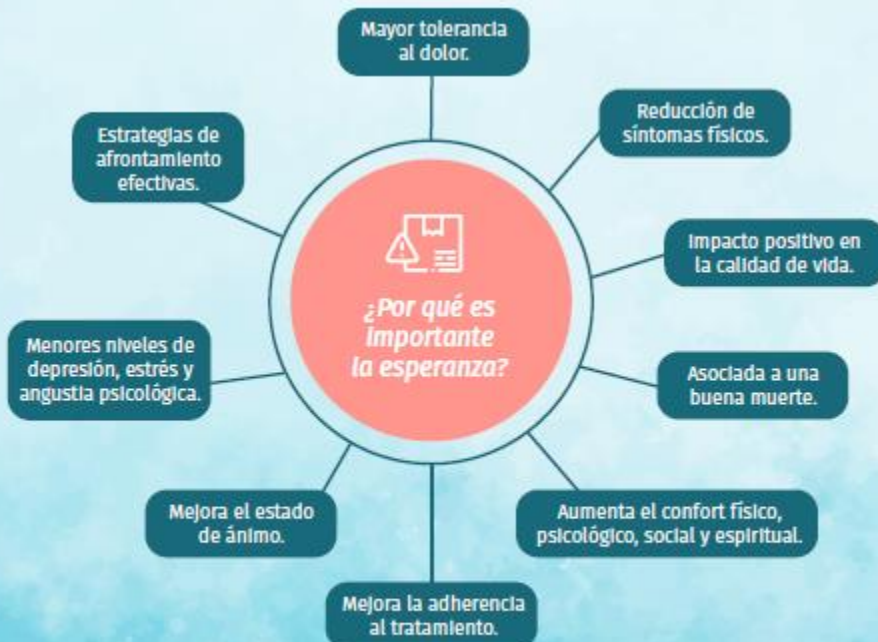 Mayor tolerancia
al dolor.
Reducción de
síntomas físicos.
Estrategias de
afrontamiento
efectivas.
Impacto positivo en
la calidad de vida.
¿Por qué es
importante
la esperanza?
Menores niveles de
depresión, estrés y
angustia psicológica.
Asociada a una
buena muerte.
Mejora el estado
de ánimo.
Aumenta el confort físico,
psicológico, social y espiritual.
Mejora la adherencia
al tratamiento.